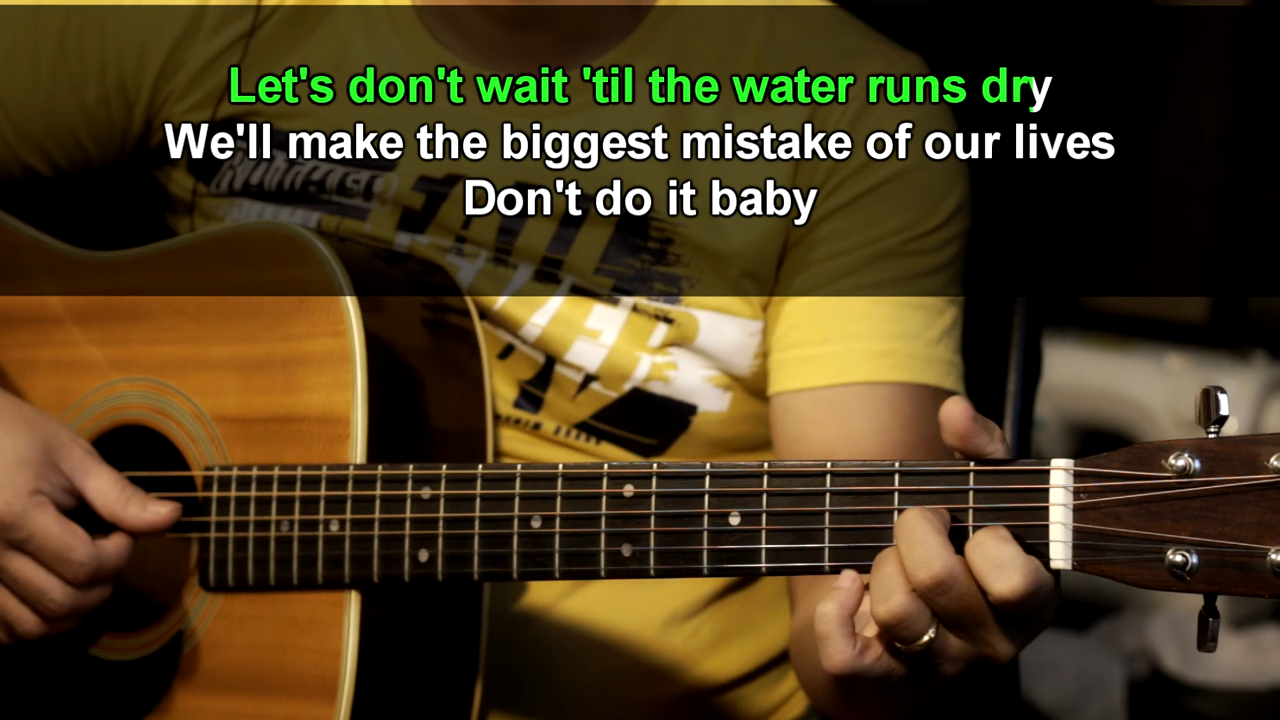 Let's don't wait 'til the water runs dry
We'll make the biggest mistake of our lives
Don't do it baby